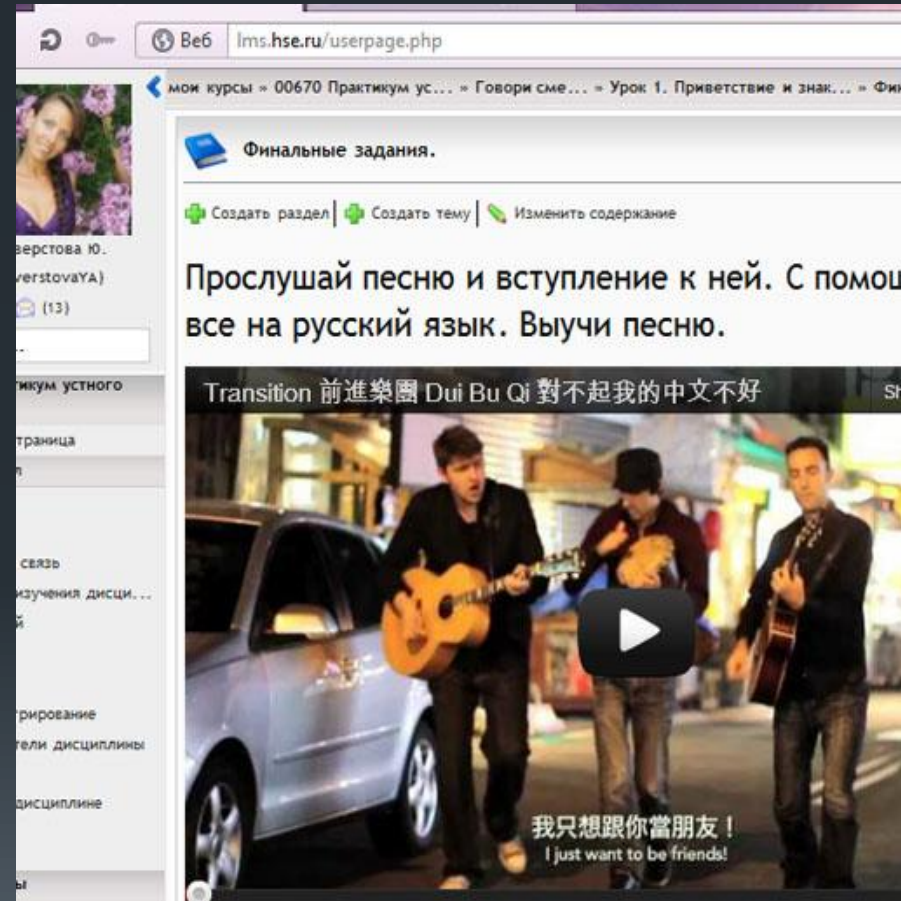 Веб lms.hse.ru/userpage.php
мои курсы » 00670 Практикум ус... » Говори сме... » Урок 1. Приветствие и знак... » Фи
Финальные задания.
Создать раздел | Создать тему | Изменить содержание
верстова Ю.
verstovaYA)
(13)
Прослушай песню и вступление к ней. С помощ
все на русский язык. Выучи песню.
икум устного
траница
л
связь
изучения дисци...
й
трирование
тели дисциплины
дисциплине
ы
Transition 前進樂團 Dui Bu Qi 對不起我的中文不好
Sh
我只想跟你當朋友！
I just want to be friends!